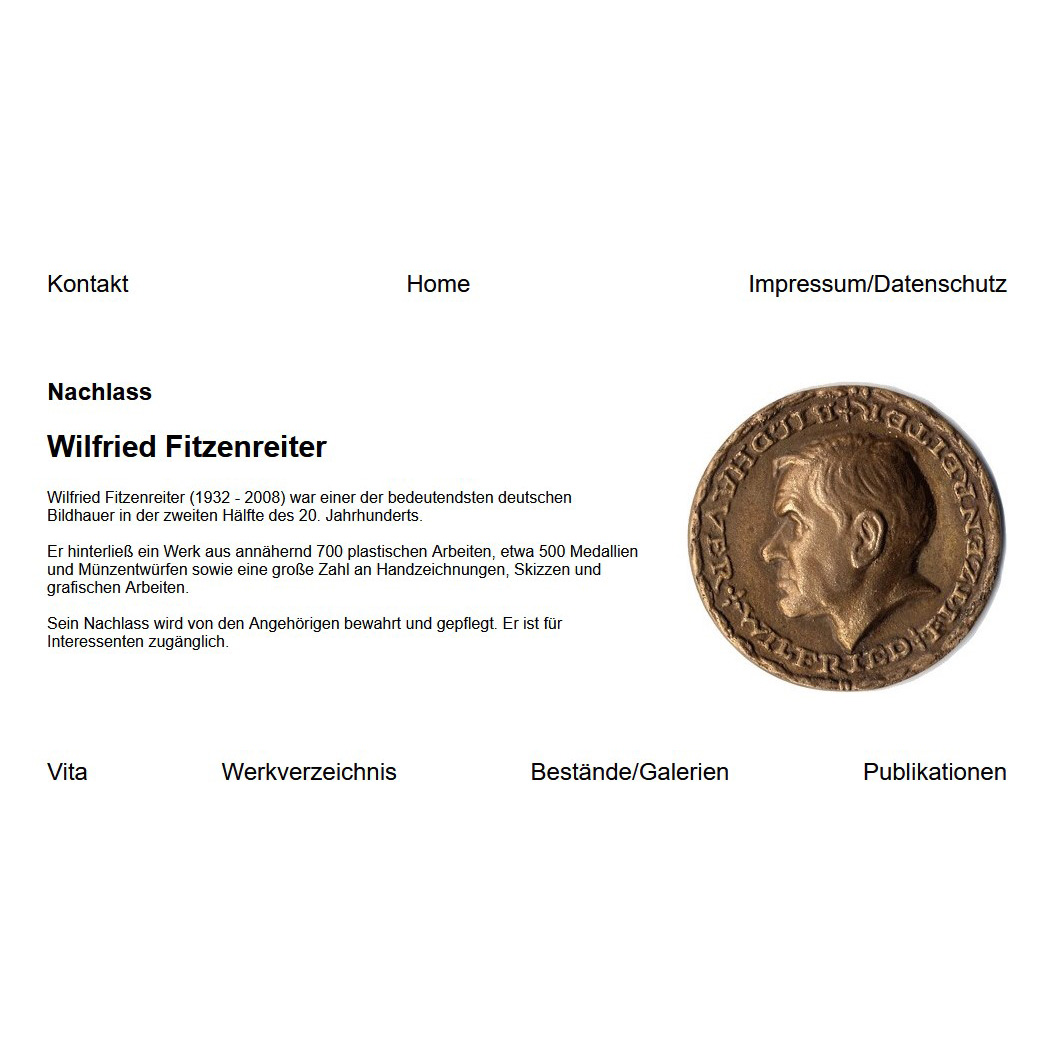 Kontakt Home Impressum/Datenschutz
Nachlass
Wilfried Fitzenreiter
Wilfried Fitzenreiter (1932 - 2008) war einer der bedeutendsten deutschen
Bildhauer in der zweiten Hälfte des 20. Jahrhunderts.
Er hinterließ ein Werk aus annähernd 700 plastischen Arbeiten, etwa 500 Medallien
und Münzentwürfen sowie eine große Zahl an Handzeichnungen, Skizzen und
grafischen Arbeiten.
Sein Nachlass wird von den Angehörigen bewahrt und gepflegt. Er ist für
Interessenten zugänglich.
WILFRIED FITZENREITER BILDHAVER
Vita Werkverzeichnis Bestände/Galerien Publikationen